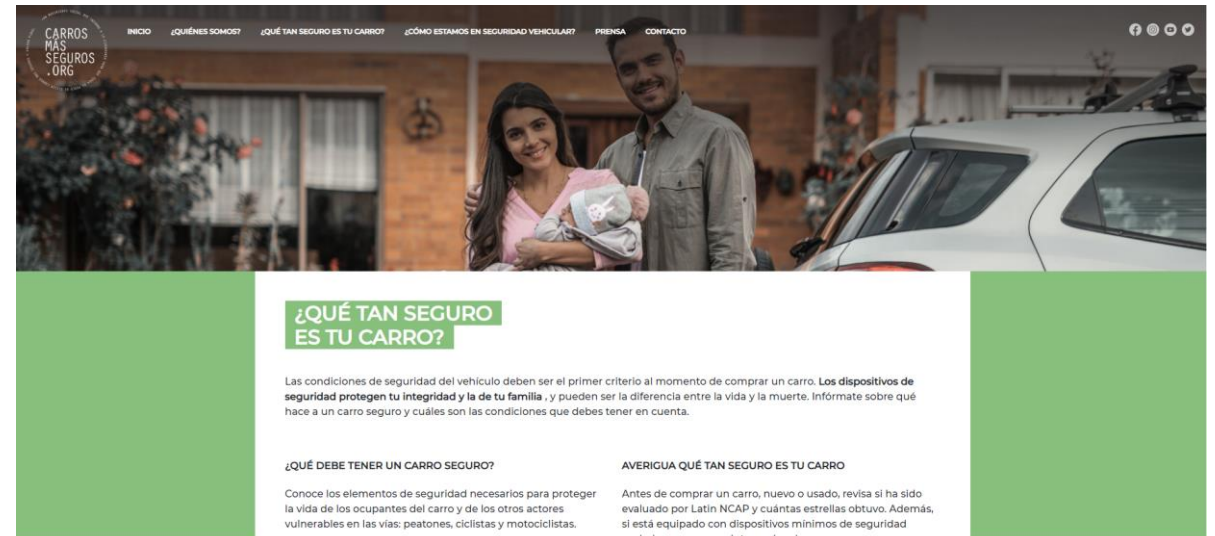 CARROS
MÁS
SEGUROS
.ORG
INICIO ¿QUIÉNES SOMOS? ¿QUÉ TAN SEGURO ES TU CARRO? ¿CÓMO ESTAMOS EN SEGURIDAD VEHICULAR? PRENSA CONTACTO
¿QUÉ TAN SEGURO
ES TU CARRO?
Las condiciones de seguridad del vehículo deben ser el primer criterio al momento de comprar un carro. Los dispositivos de
seguridad protegen tu integridad y la de tu familia , y pueden ser la diferencia entre la vida y la muerte. Infórmate sobre qué
hace a un carro seguro y cuáles son las condiciones que debes tener en cuenta.
¿QUÉ DEBE TENER UN CARRO SEGURO?
Conoce los elementos de seguridad necesarios para proteger
la vida de los ocupantes del carro y de los otros actores
vulnerables en las vías: peatones, ciclistas y motociclistas.
AVERIGUA QUÉ TAN SEGURO ES TU CARRO
Antes de comprar un carro, nuevo o usado, revisa si ha sido
evaluado por Latin NCAP y cuántas estrellas obtuvo. Además,
si está equipado con dispositivos mínimos de seguridad